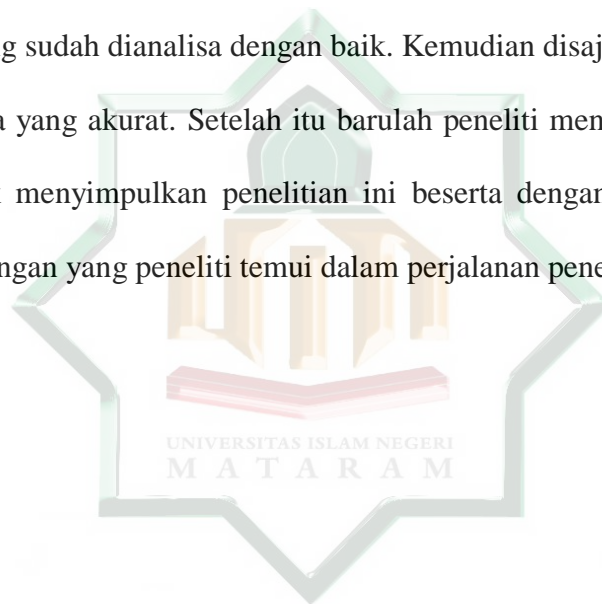 g sudah dianalisa dengan baik. Kemudian disaj
a yang akurat. Setelah itu barulah peneliti men
menyimpulkan penelitian ini beserta dengan
ngan yang peneliti temui dalam perjalanan pene
UNIVERSITAS ISLAM NEGERI
MATARAM